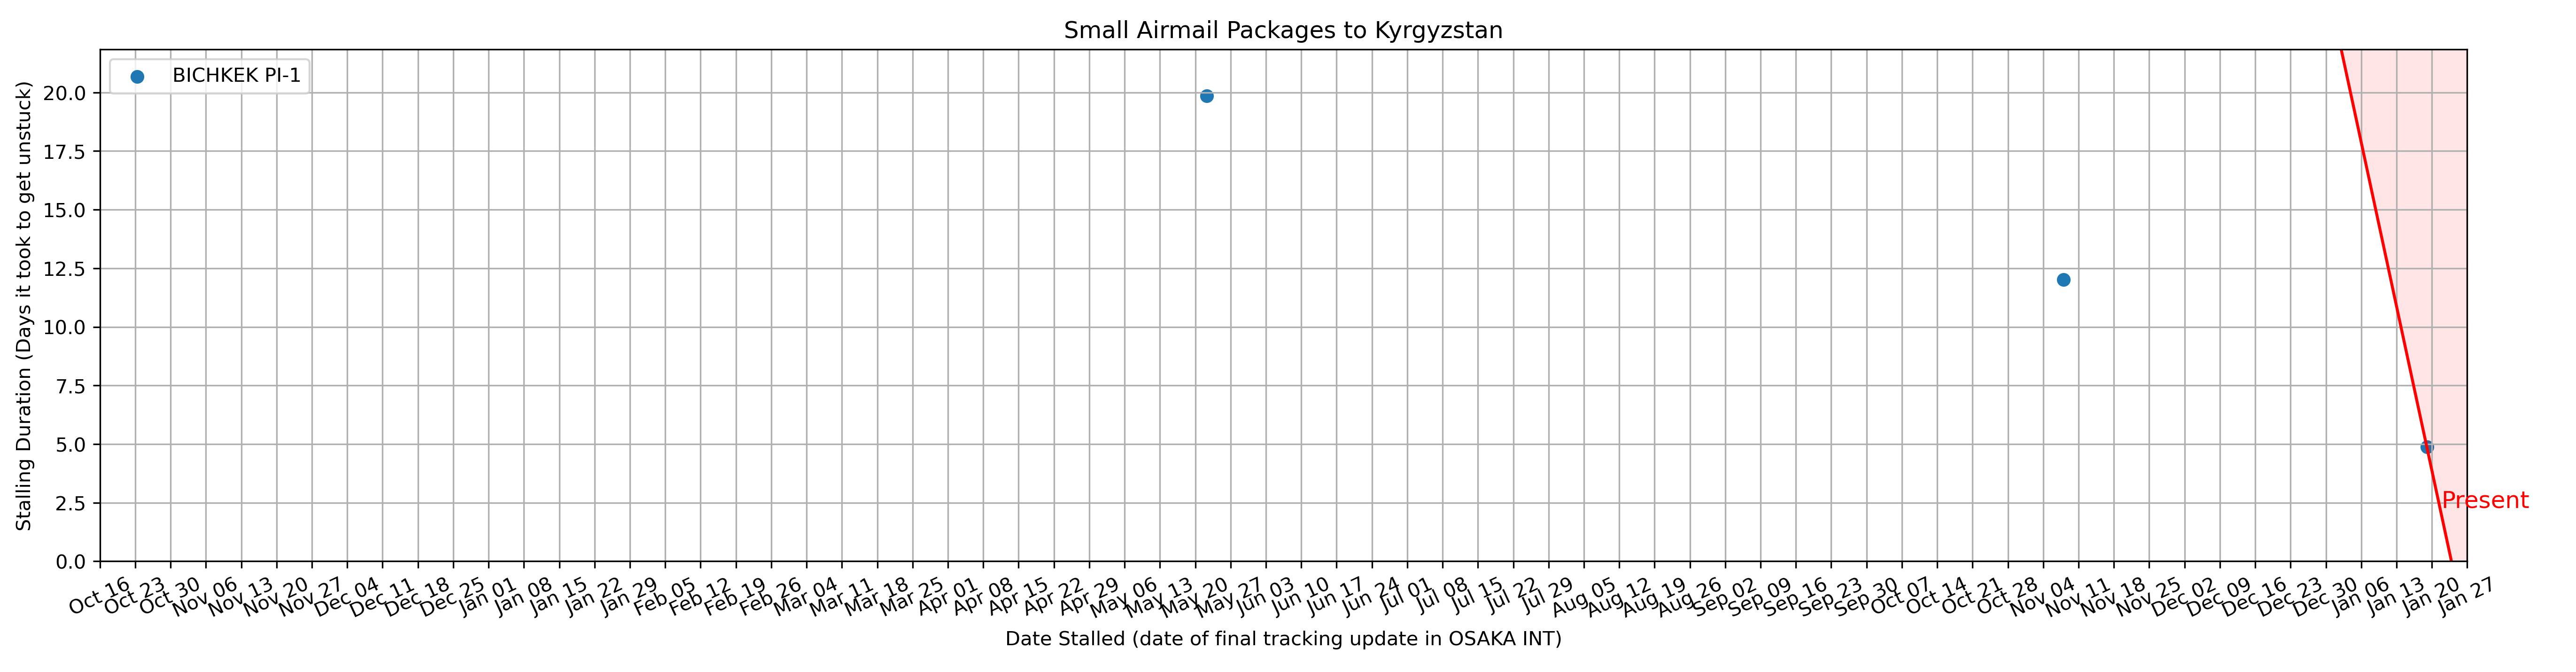 Small Airmail Packages to Kyrgyzstan
BICHKEK PI-1
Stalling Duration (Days it took to get unstuck)
20.0
17.5
15.0
12.5
10.0
7.5
5.0
2.5
0.0
Present
Oct 16 Oct 23 Oct 30 Nov 06 Nov 13 Nov 20 Nov 27 Dec 04 Dec 11 Dec 18 Dec 25 Jan 01 Jan 08 Jan 15 Jan 22 Jan 29 Feb 05 Feb 12 Feb 19 Feb 26 Mar 04 Mar 11 Mar 18 Mar 25 Apr 01 Apr 08 Apr 15 Apr 22 Apr 29 May 06 May 13 May 20 May 27 Jun 03 Jun 10 Jun 17 Jun 24 Jul 01 Jul 08 Jul 15 Jul 22 Jul 29 Aug 05 Aug 12 Aug 19 Aug 26 Sep 02 Sep 09 Sep 16 Sep 23 Sep 30 Oct 07 Oct 14 Oct 21 Oct 28 Nov 04 Nov 11 Nov 18 Nov 25 Dec 02 Dec 09 Dec 16 Dec 23 Dec 30 Jan 06 Jan 13 Jan 20 Jan 27
Date Stalled (date of final tracking update in OSAKA INT)